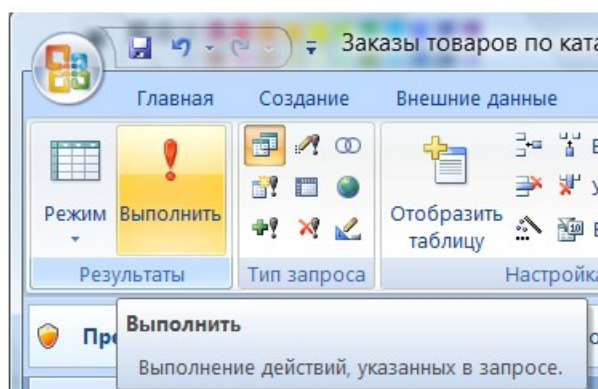 Заказы товаров по ката
Главная Создание Внешние данные
Режим Выполнить Отобразить таблицу
Результаты Тип запроса Настройка
Пре
Выполнить
Выполнение действий, указанных в запросе.